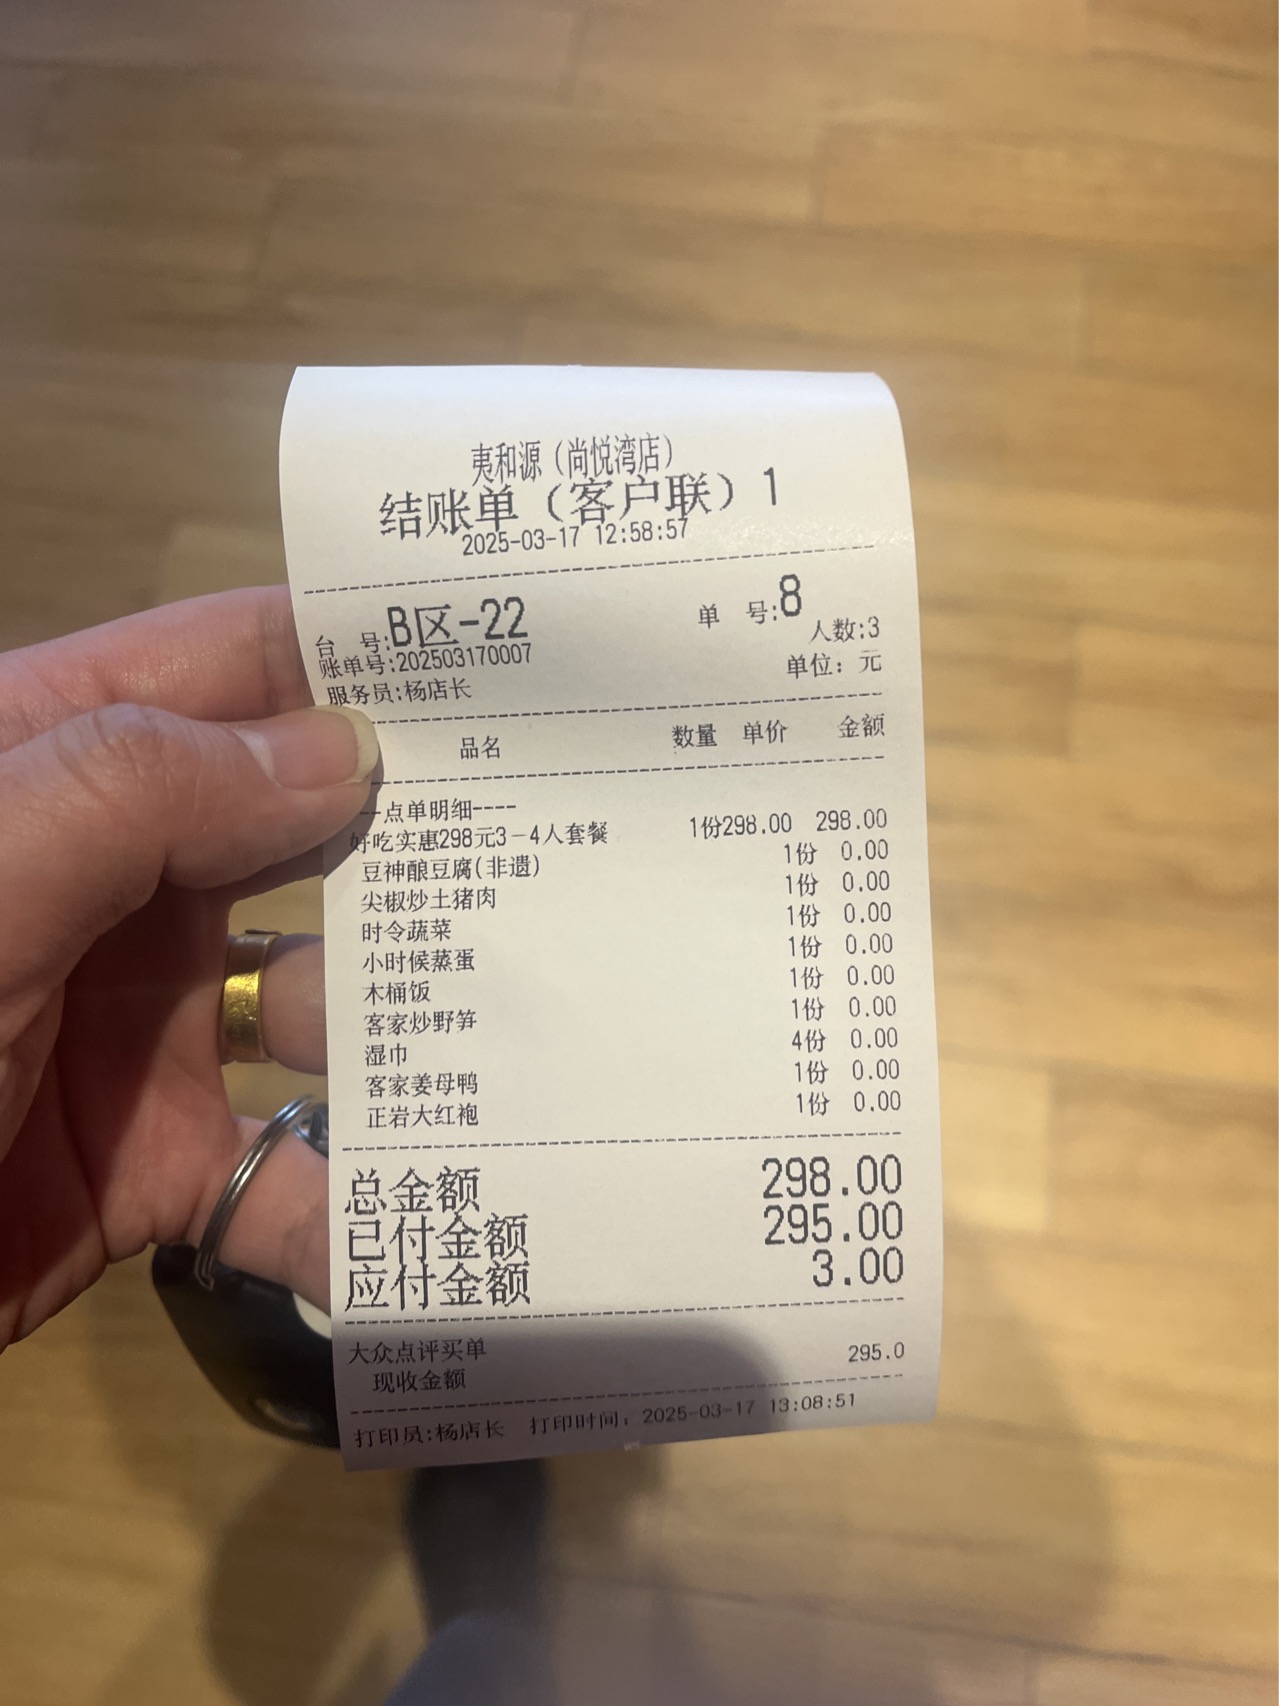 夷和源（尚悦湾店）
结账单（客户联）1
2025-03-17 12:58:57
台 号:B区-22 单 号:8
人数:3
账单号:202503170007
单位：元
服务员:杨店长
品名 数量 单价 金额
--点单明细----
好吃实惠298元3-4人套餐 1份298.00 298.00
豆神酿豆腐(非遗) 1份 0.00
尖椒炒土猪肉 1份 0.00
时令蔬菜 1份 0.00
小时候蒸蛋 1份 0.00
木桶饭 1份 0.00
客家炒野笋 1份 0.00
湿巾 4份 0.00
客家姜母鸭 1份 0.00
正岩大红袍 1份 0.00
总金额 298.00
已付金额 295.00
应付金额 3.00
大众点评买单 295.0
现收金额
打印员:杨店长 打印时间：2025-03-17 13:08:51